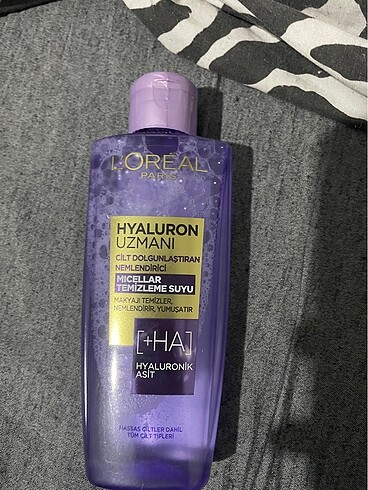 L'ORÉAL
PARIS
HYALURON
UZMANI
CİLT DOLGUNLAŞTIRAN
NEMLENDİRİCİ
MICELLAR
TEMİZLEME SUYU
MAKYAJI TEMİZLER,
NEMLENDİRİR, YUMUŞATIR
[+HA]
HYALURONİK
ASİT
HASSAS CİLTLER DAHİL
TÜM CİLT TİPLERİ